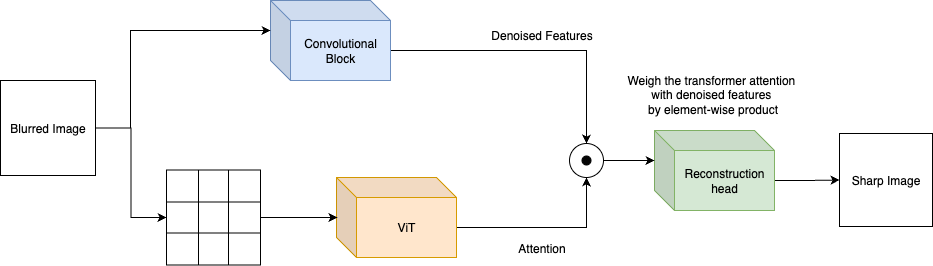 Blurred Image
Convolutional
Block
Denoised Features
ViT
Attention
Weigh the transformer attention
with denoised features
by element-wise product
Reconstruction
head
Sharp Image